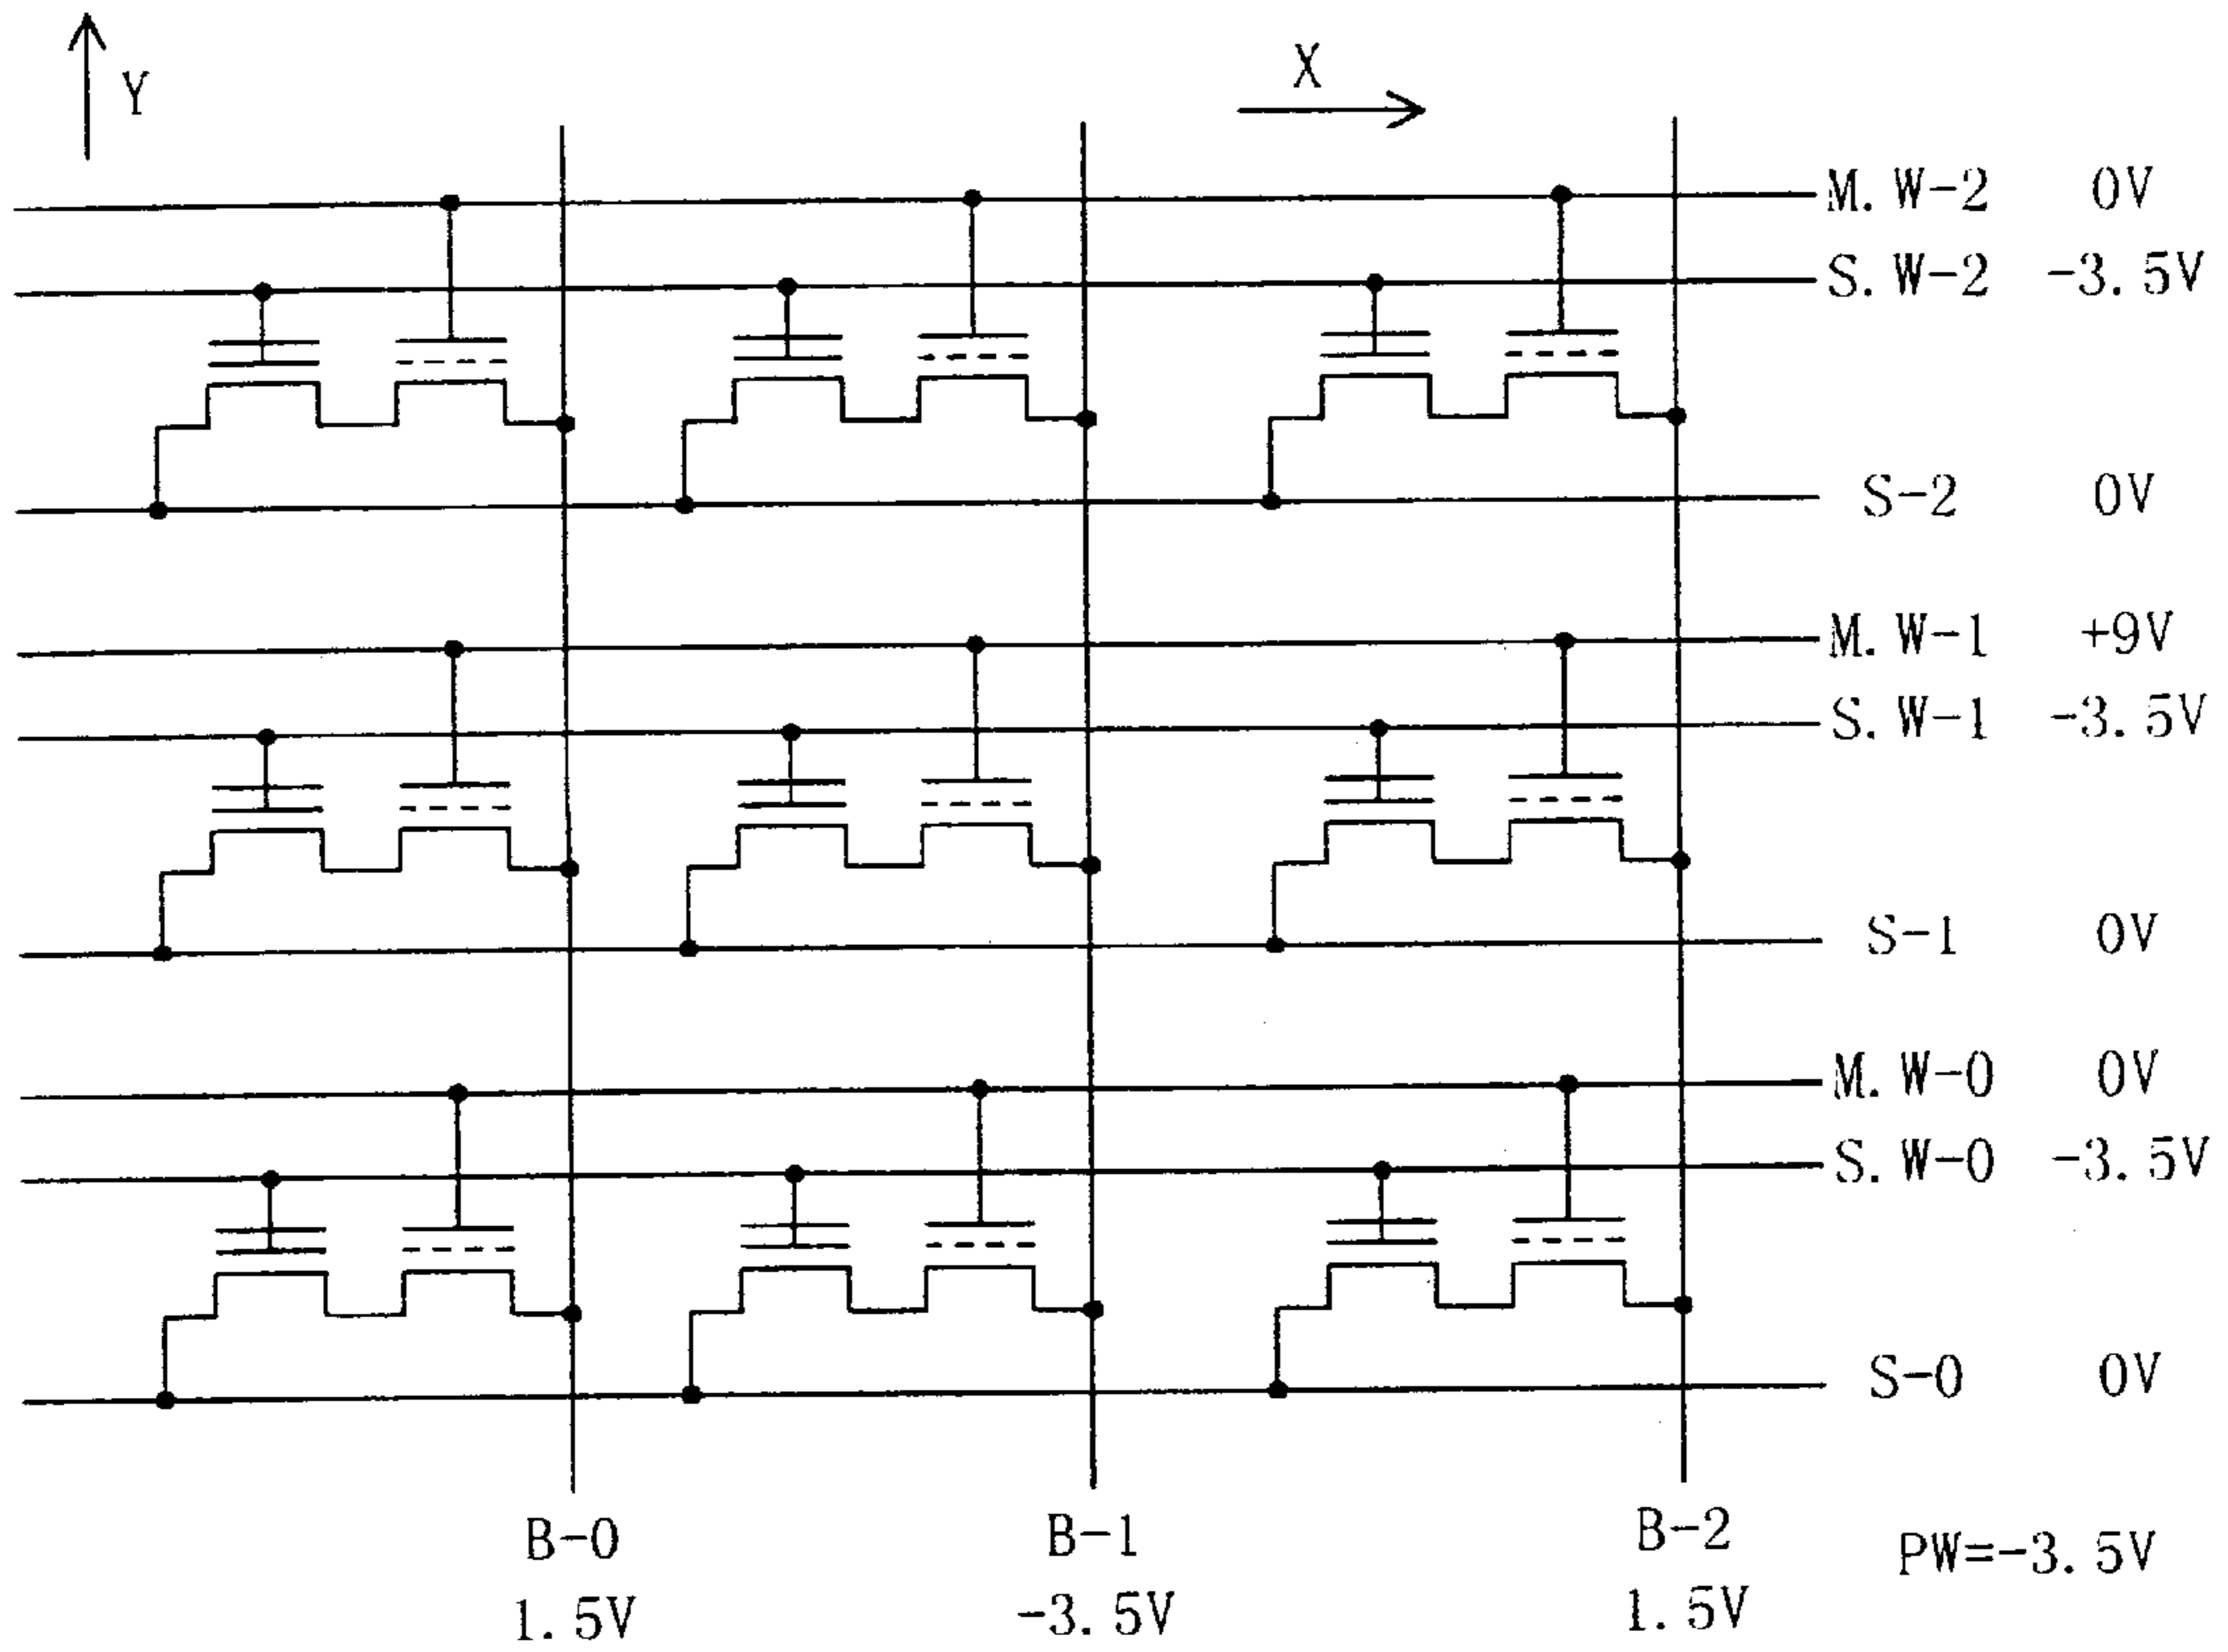 Y
X
M. W-2 0V
S. W-2 -3. 5V
S-2 0V
M. W-1 +9V
S. W-1 -3. 5V
S-1 0V
M. W-0 0V
S. W-0 -3. 5V
S-0 0V
B-0 B-1 B-2 PW=-3. 5V
1. 5V -3. 5V 1. 5V